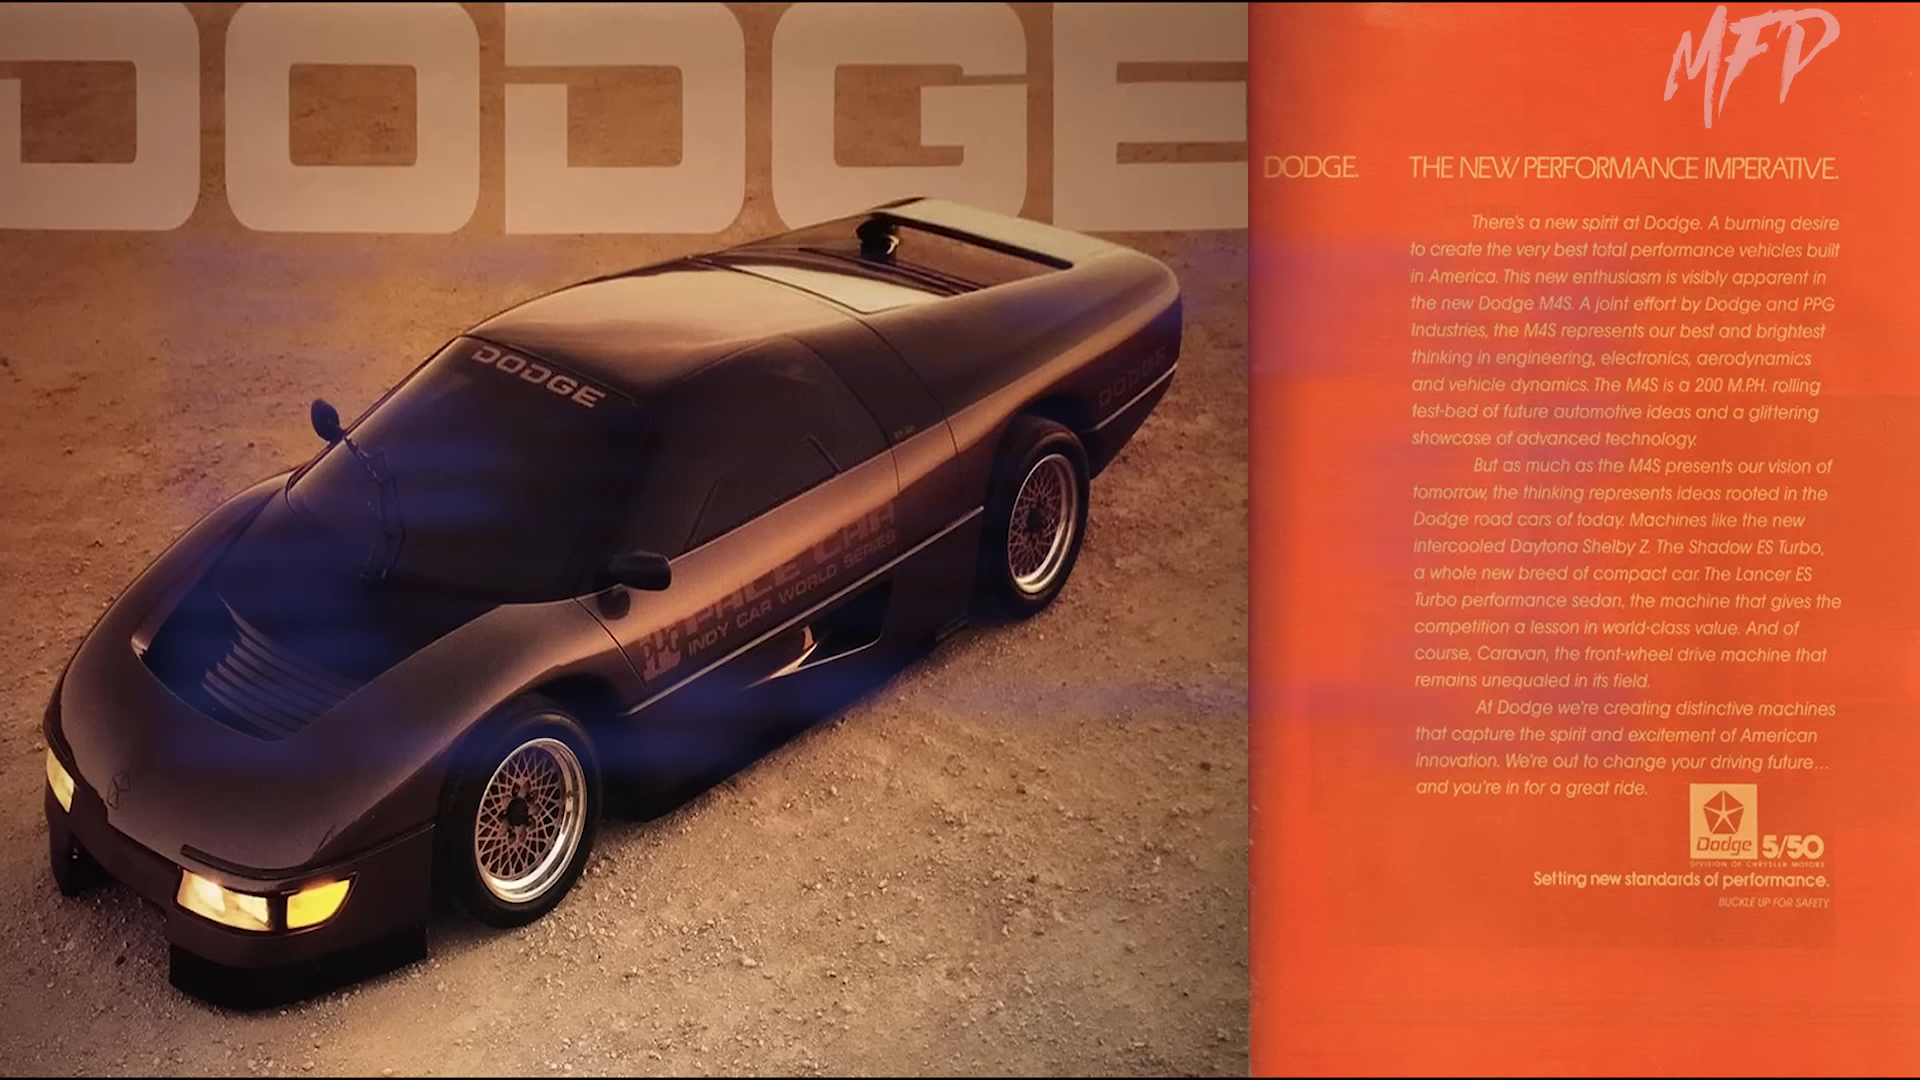 DODGE
DODGE
DODGE
PPG PACE CAR
INDY CAR WORLD SERIES
MFD
DODGE. THE NEW PERFORMANCE IMPERATIVE.
There's a new spirit at Dodge. A burning desire
to create the very best total performance vehicles built
in America. This new enthusiasm is visibly apparent in
the new Dodge M4S. A joint effort by Dodge and PPG
Industries, the M4S represents our best and brightest
thinking in engineering, electronics, aerodynamics
and vehicle dynamics. The M4S is a 200 M.P.H. rolling
test-bed of future automotive ideas and a glittering
showcase of advanced technology.
But as much as the M4S presents our vision of
tomorrow, the thinking represents ideas rooted in the
Dodge road cars of today. Machines like the new
intercooled Daytona Shelby Z. The Shadow ES Turbo,
a whole new breed of compact car. The Lancer ES
Turbo performance sedan, the machine that gives the
competition a lesson in world-class value. And of
course, Caravan, the front-wheel drive machine that
remains unequaled in its field.
At Dodge we're creating distinctive machines
that capture the spirit and excitement of American
innovation. We're out to change your driving future...
and you're in for a great ride.
Dodge 5/50
DIVISION OF CHRYSLER MOTORS
Setting new standards of performance.
BUCKLE UP FOR SAFETY